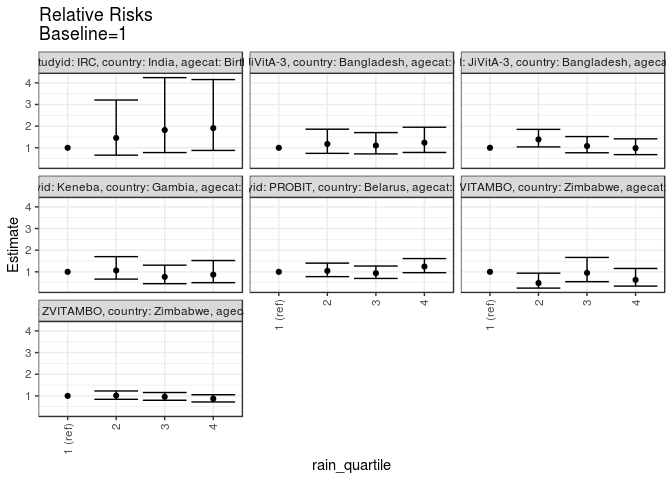 Relative Risks
Baseline=1
tudyid: IRC, country: India, agecat: Birt
JiVitA-3, country: Bangladesh, agecat:
: JiVitA-3, country: Bangladesh, agecat
4
3
2
1
yid: Keneba, country: Gambia, agecat:
yid: PROBIT, country: Belarus, agecat:
VITAMBO, country: Zimbabwe, agecat:
4
3
2
1
ZVITAMBO, country: Zimbabwe, agec
4
3
2
1
Estimate
1 (ref)
2
3
4
1 (ref)
2
3
4
1 (ref)
2
3
4
rain_quartile